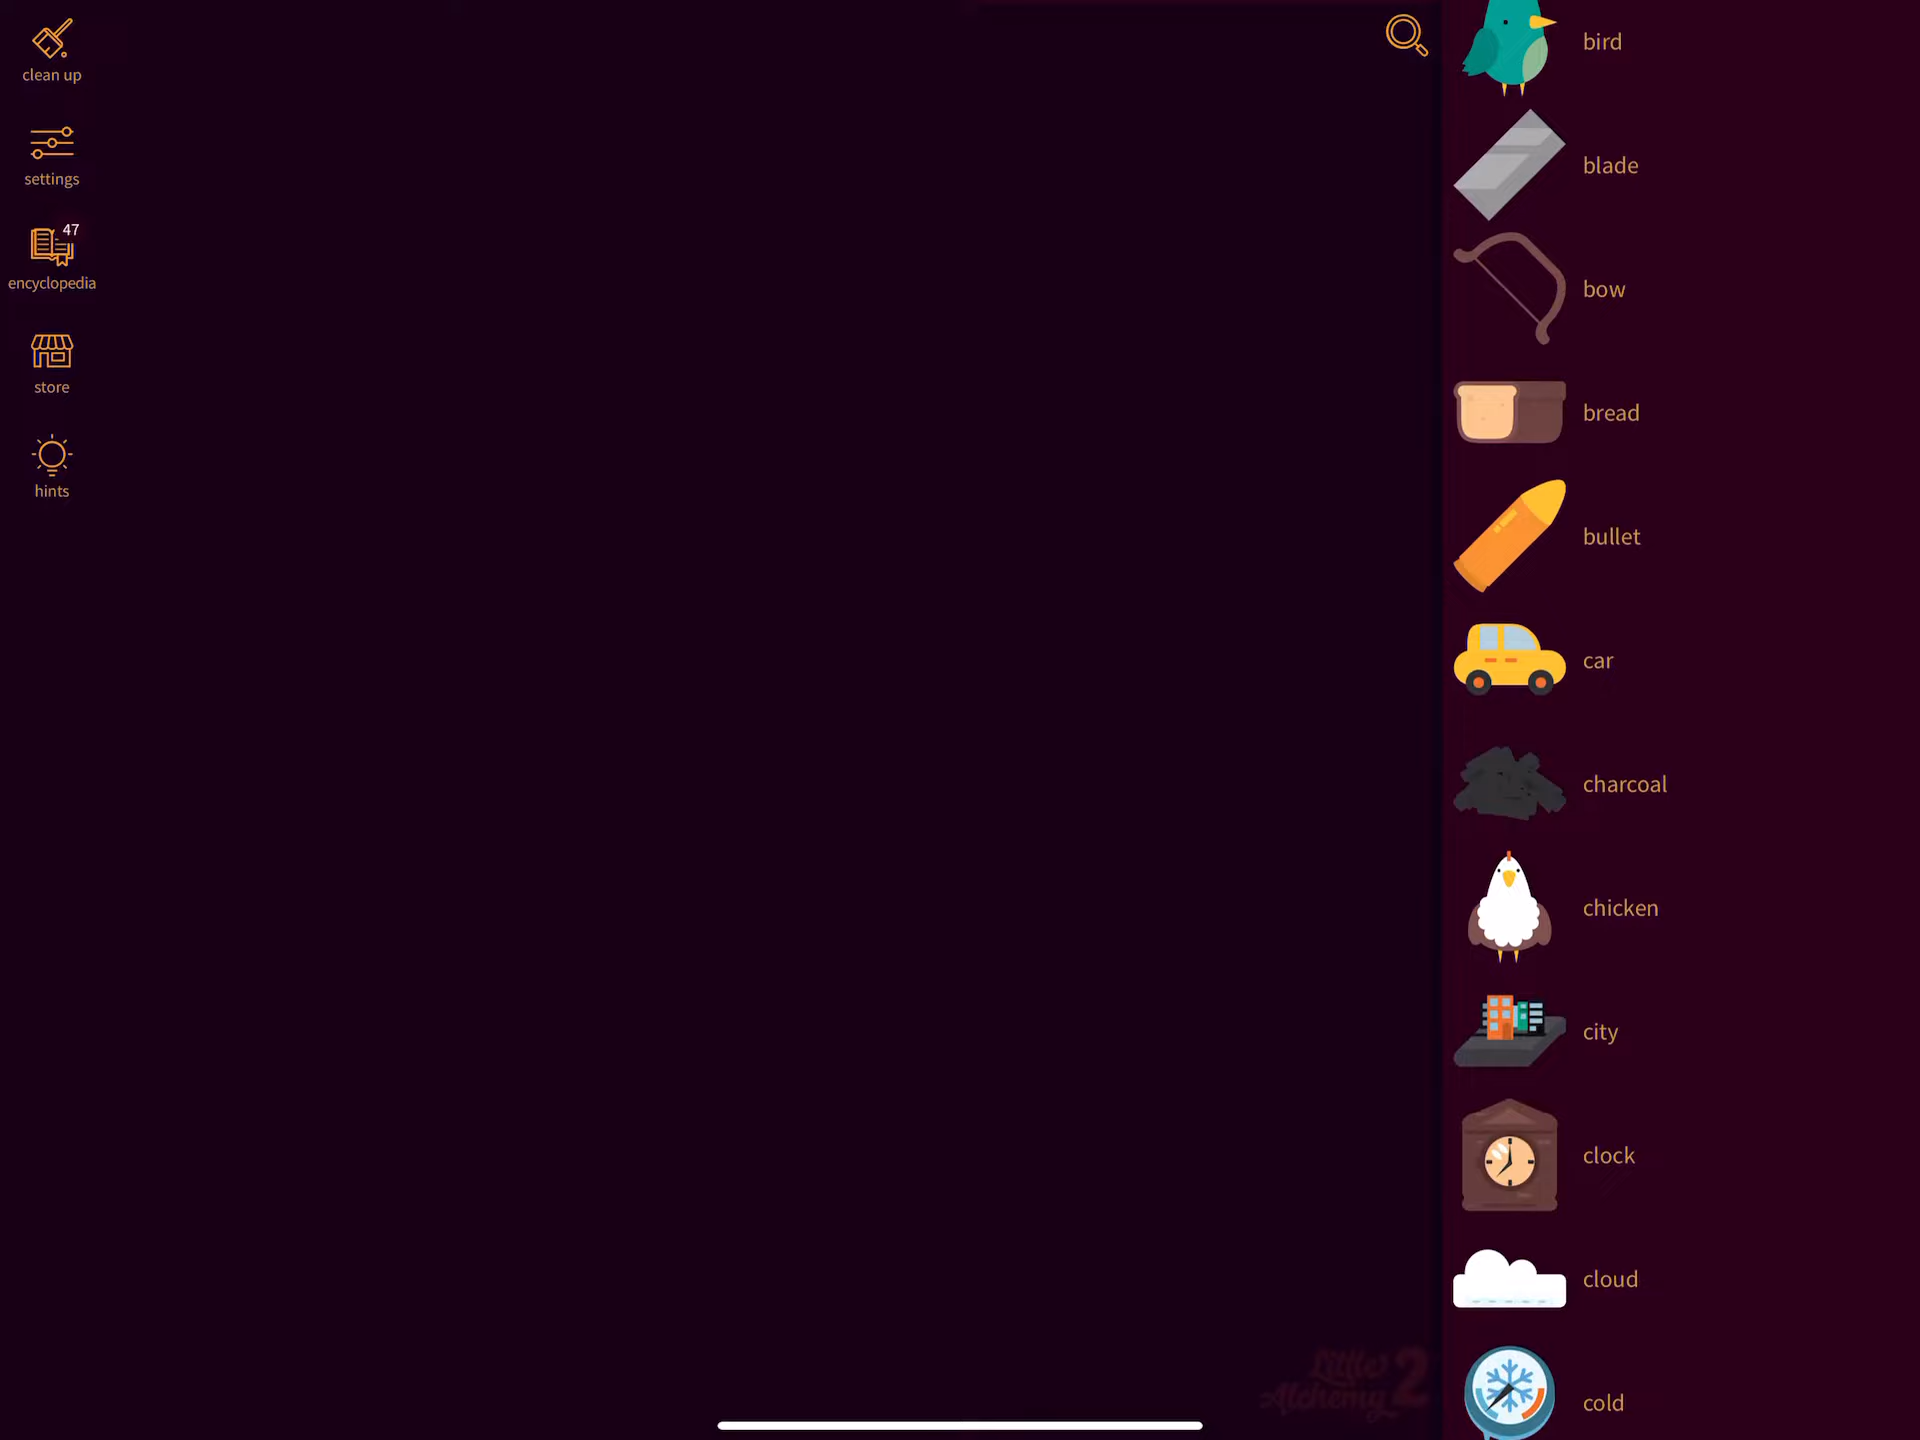 clean up
settings
47
encyclopedia
store
hints
bird
blade
bow
bread
bullet
car
charcoal
chicken
city
clock
cloud
cold
Little
Alchemy 2